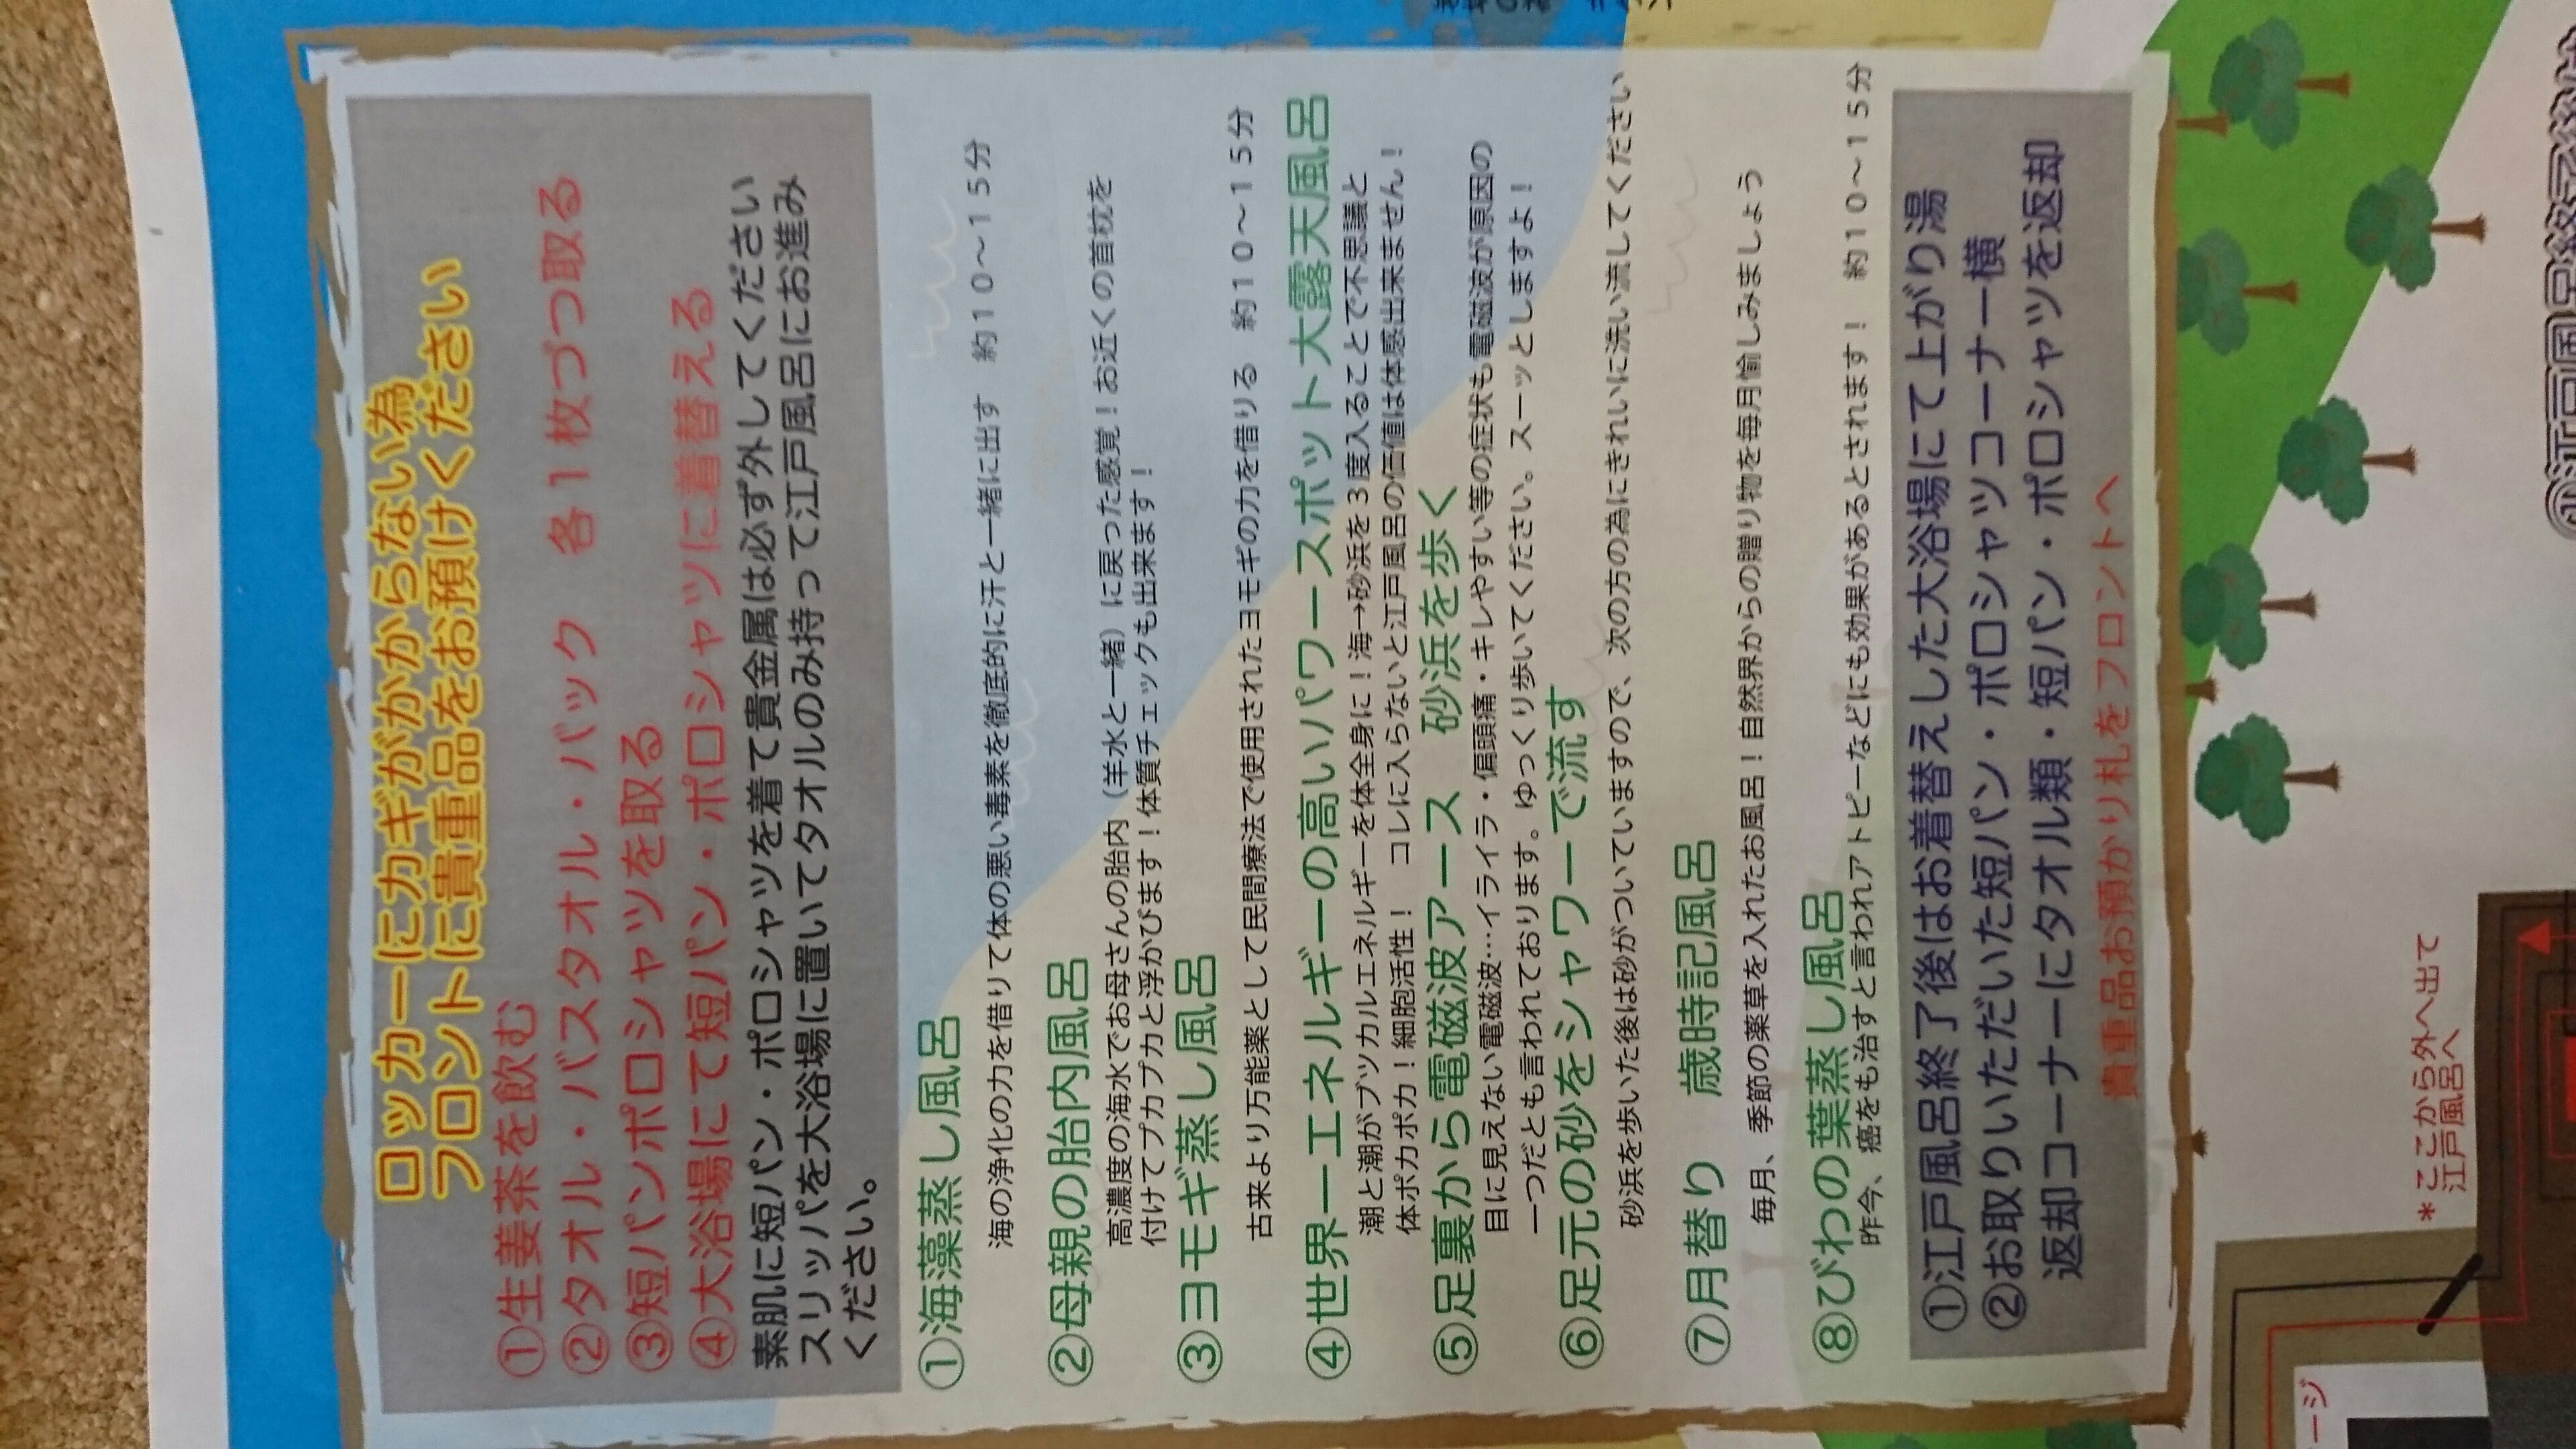 ロッカーにカギがかからない為
フロントに貴重品をお預けください
①生姜茶を飲む
②タオル・バスタオル・バック　各1枚づつ取る
③短パンポロシャツを取る
④大浴場にて短パン・ポロシャツに着替える
素肌に短パン・ポロシャツを着て貴金属は必ず外してください
スリッパを大浴場に置いてタオルのみ持って江戸風呂にお進み
ください。
①海藻蒸し風呂
海の浄化の力を借りて体の悪い毒素を徹底的に汗と一緒に出す　約１０～１５分
②母親の胎内風呂
高濃度の海水でお母さんの胎内（羊水と一緒）に戻った感覚！お近くの首枕を
付けてプカプカと浮かびます！体質チェックも出来ます！
③ヨモギ蒸し風呂
古来より万能薬として民間療法で使用されたヨモギの力を借りる　約１０～１５分
④世界一エネルギーの高いパワースポット大露天風呂
潮と潮がブツカルエネルギーを体全身に！海→砂浜を３度入ることで不思議と
体ポカポカ！細胞活性！　コレに入らないと江戸風呂の価値は体感出来ません！
⑤足裏から電磁波アース　砂浜を歩く
目に見えない電磁波…イライラ・偏頭痛・キレやすい等の症状も電磁波が原因の
一つだとも言われております。ゆっくり歩いてください。スーッとしますよ！
⑥足元の砂をシャワーで流す
砂浜を歩いた後は砂がついていますので、次の方の為にきれいに洗い流してください
⑦月替り　歳時記風呂
毎月、季節の薬草を入れたお風呂！自然界からの贈り物を毎月愉しみましょう
⑧びわの葉蒸し風呂
昨今、癌をも治すと言われアトピーなどにも効果があるとされます！　約１０～１５分
①江戸風呂終了後はお着替えした大浴場にて上がり湯
②お取りいただいた短パン・ポロシャツコーナー横
返却コーナーにタオル類・短パン・ポロシャツを返却
貴重品お預かり札をフロントへ
＊ここから外へ出て
江戸風呂へ
ージ